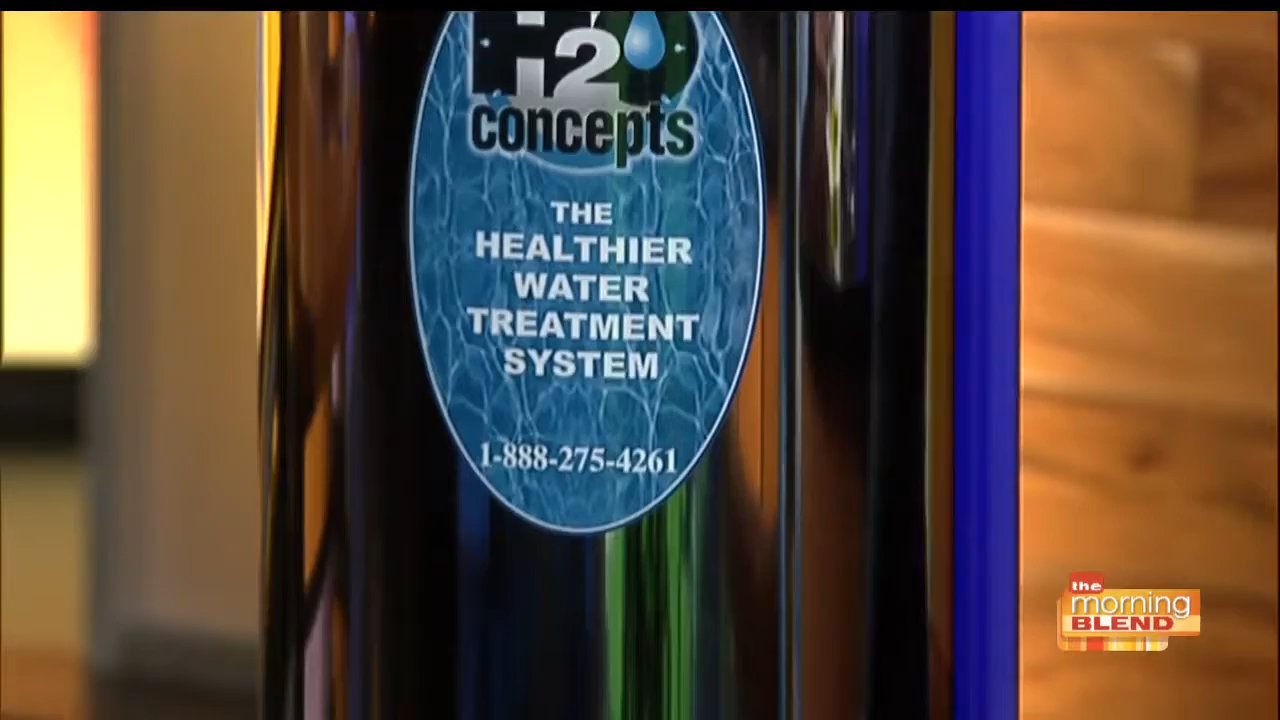 H2O
concepts
THE
HEALTHIER
WATER
TREATMENT
SYSTEM
1-888-275-4261
the
morning
BLEND